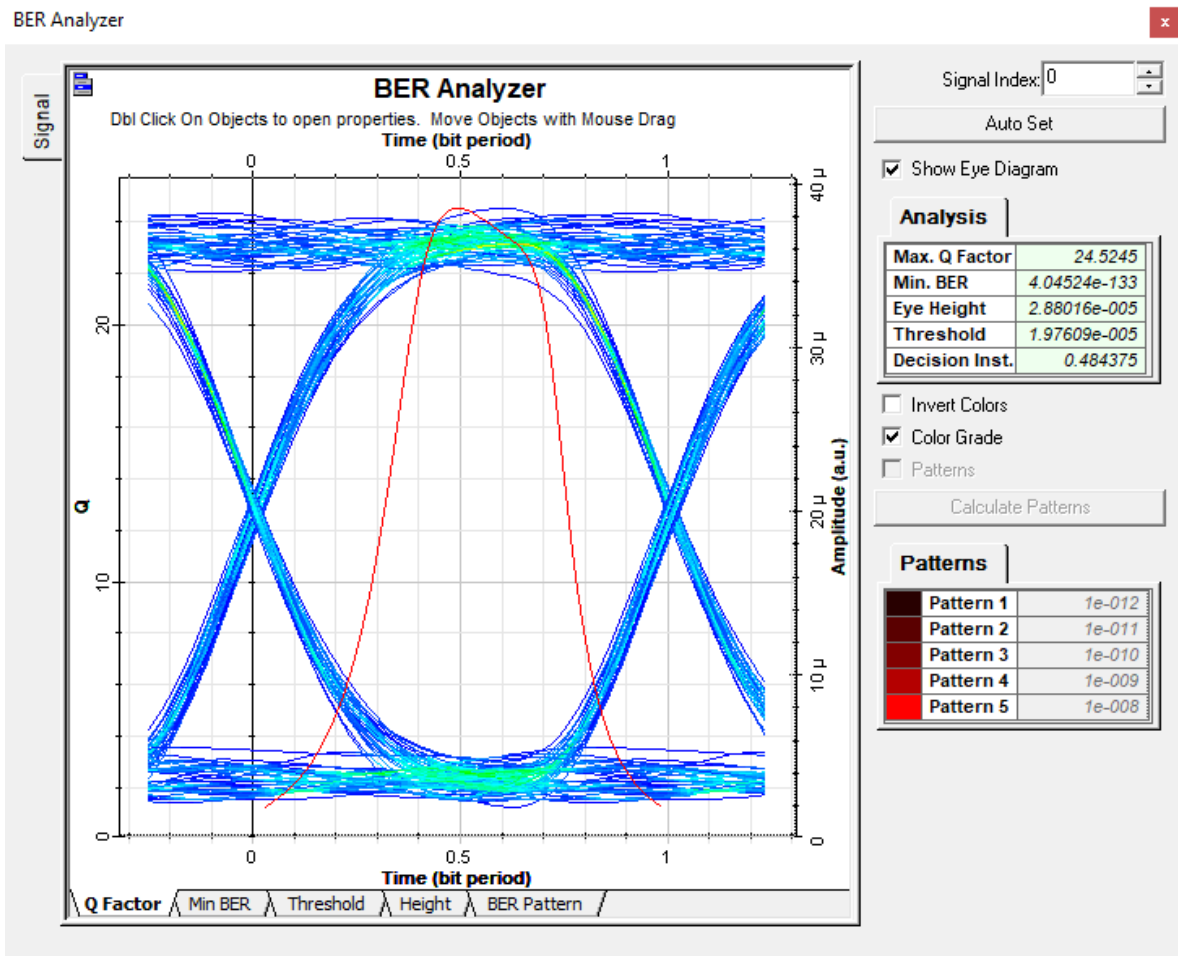 BER Analyzer
x
Signal
BER Analyzer
Dbl Click On Objects to open properties. Move Objects with Mouse Drag
Time (bit period)
0 0.5 1
Q
20
10
0
40 µ
30 µ
20 µ
10 µ
0
Amplitude (a.u.)
0 0.5 1
Time (bit period)
Q Factor Min BER Threshold Height BER Pattern
Signal Index: 0
Auto Set
Show Eye Diagram
Analysis
Max. Q Factor 24.5245
Min. BER 4.04524e-133
Eye Height 2.88016e-005
Threshold 1.97609e-005
Decision Inst. 0.484375
Invert Colors
Color Grade
Patterns
Calculate Patterns
Patterns
Pattern 1 1e-012
Pattern 2 1e-011
Pattern 3 1e-010
Pattern 4 1e-009
Pattern 5 1e-008